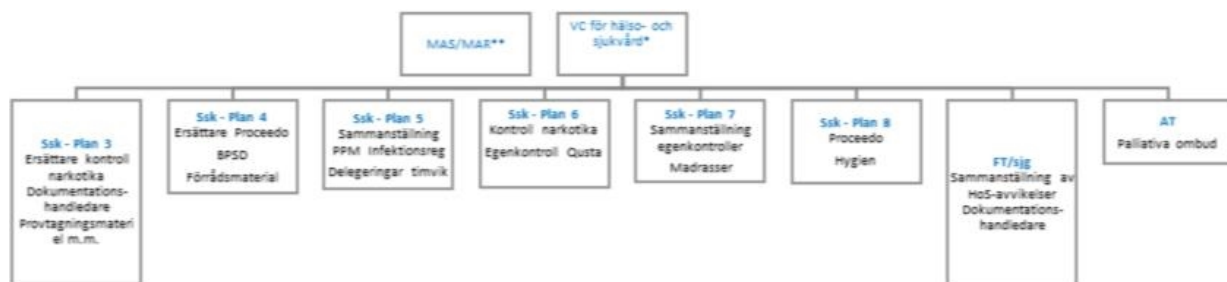 MAS/MAR**
VC för hälso- och
sjukvård*
Ssk - Plan 3
Ersättare kontroll
narkotika
Dokumentations-
handledare
Provtagningsmateri
el m.m.
Ssk - Plan 4
Ersättare Proceedo
BPSD
Förrådsmaterial
Ssk - Plan 5
Sammanställning
PPM Infektionsreg
Delegeringar timvik
Ssk - Plan 6
Kontroll narkotika
Egenkontroll Qusta
Ssk - Plan 7
Sammanställning
egenkontroller
Madrasser
Ssk - Plan 8
Proceedo
Hygien
FT/sjg
Sammanställning av
HoS-avvikelser
Dokumentations-
handledare
AT
Palliativa ombud